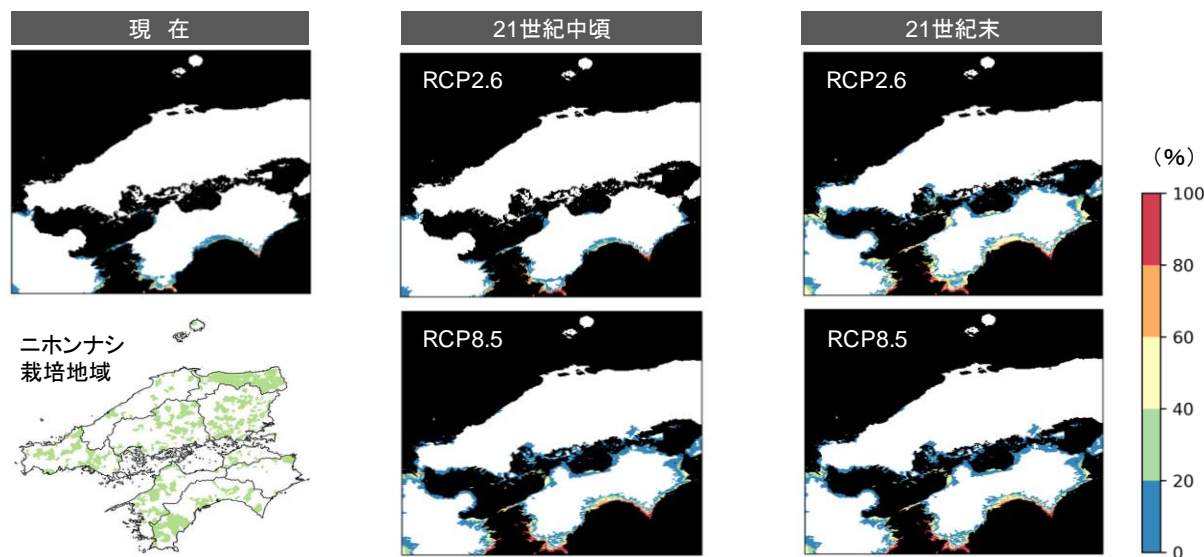 現 在
21世紀中頃
21世紀末
RCP2.6
RCP2.6
(%)
100
80
60
40
20
0
ニホンナシ
栽培地域
RCP8.5
RCP8.5